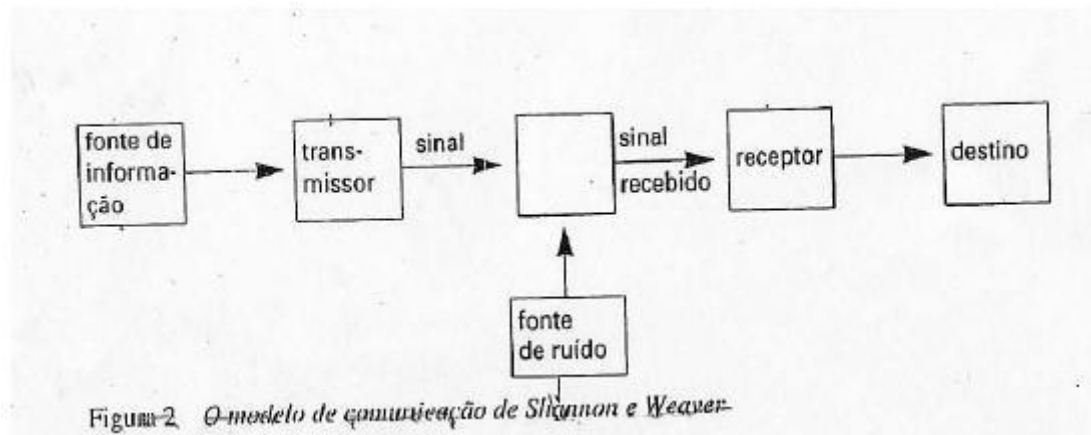 fonte de
informa-
ção
trans-
missor
sinal
sinal
recebido
receptor
destino
fonte
de ruído
Figura 2 O modelo de comunicação de Shannon e Weaver